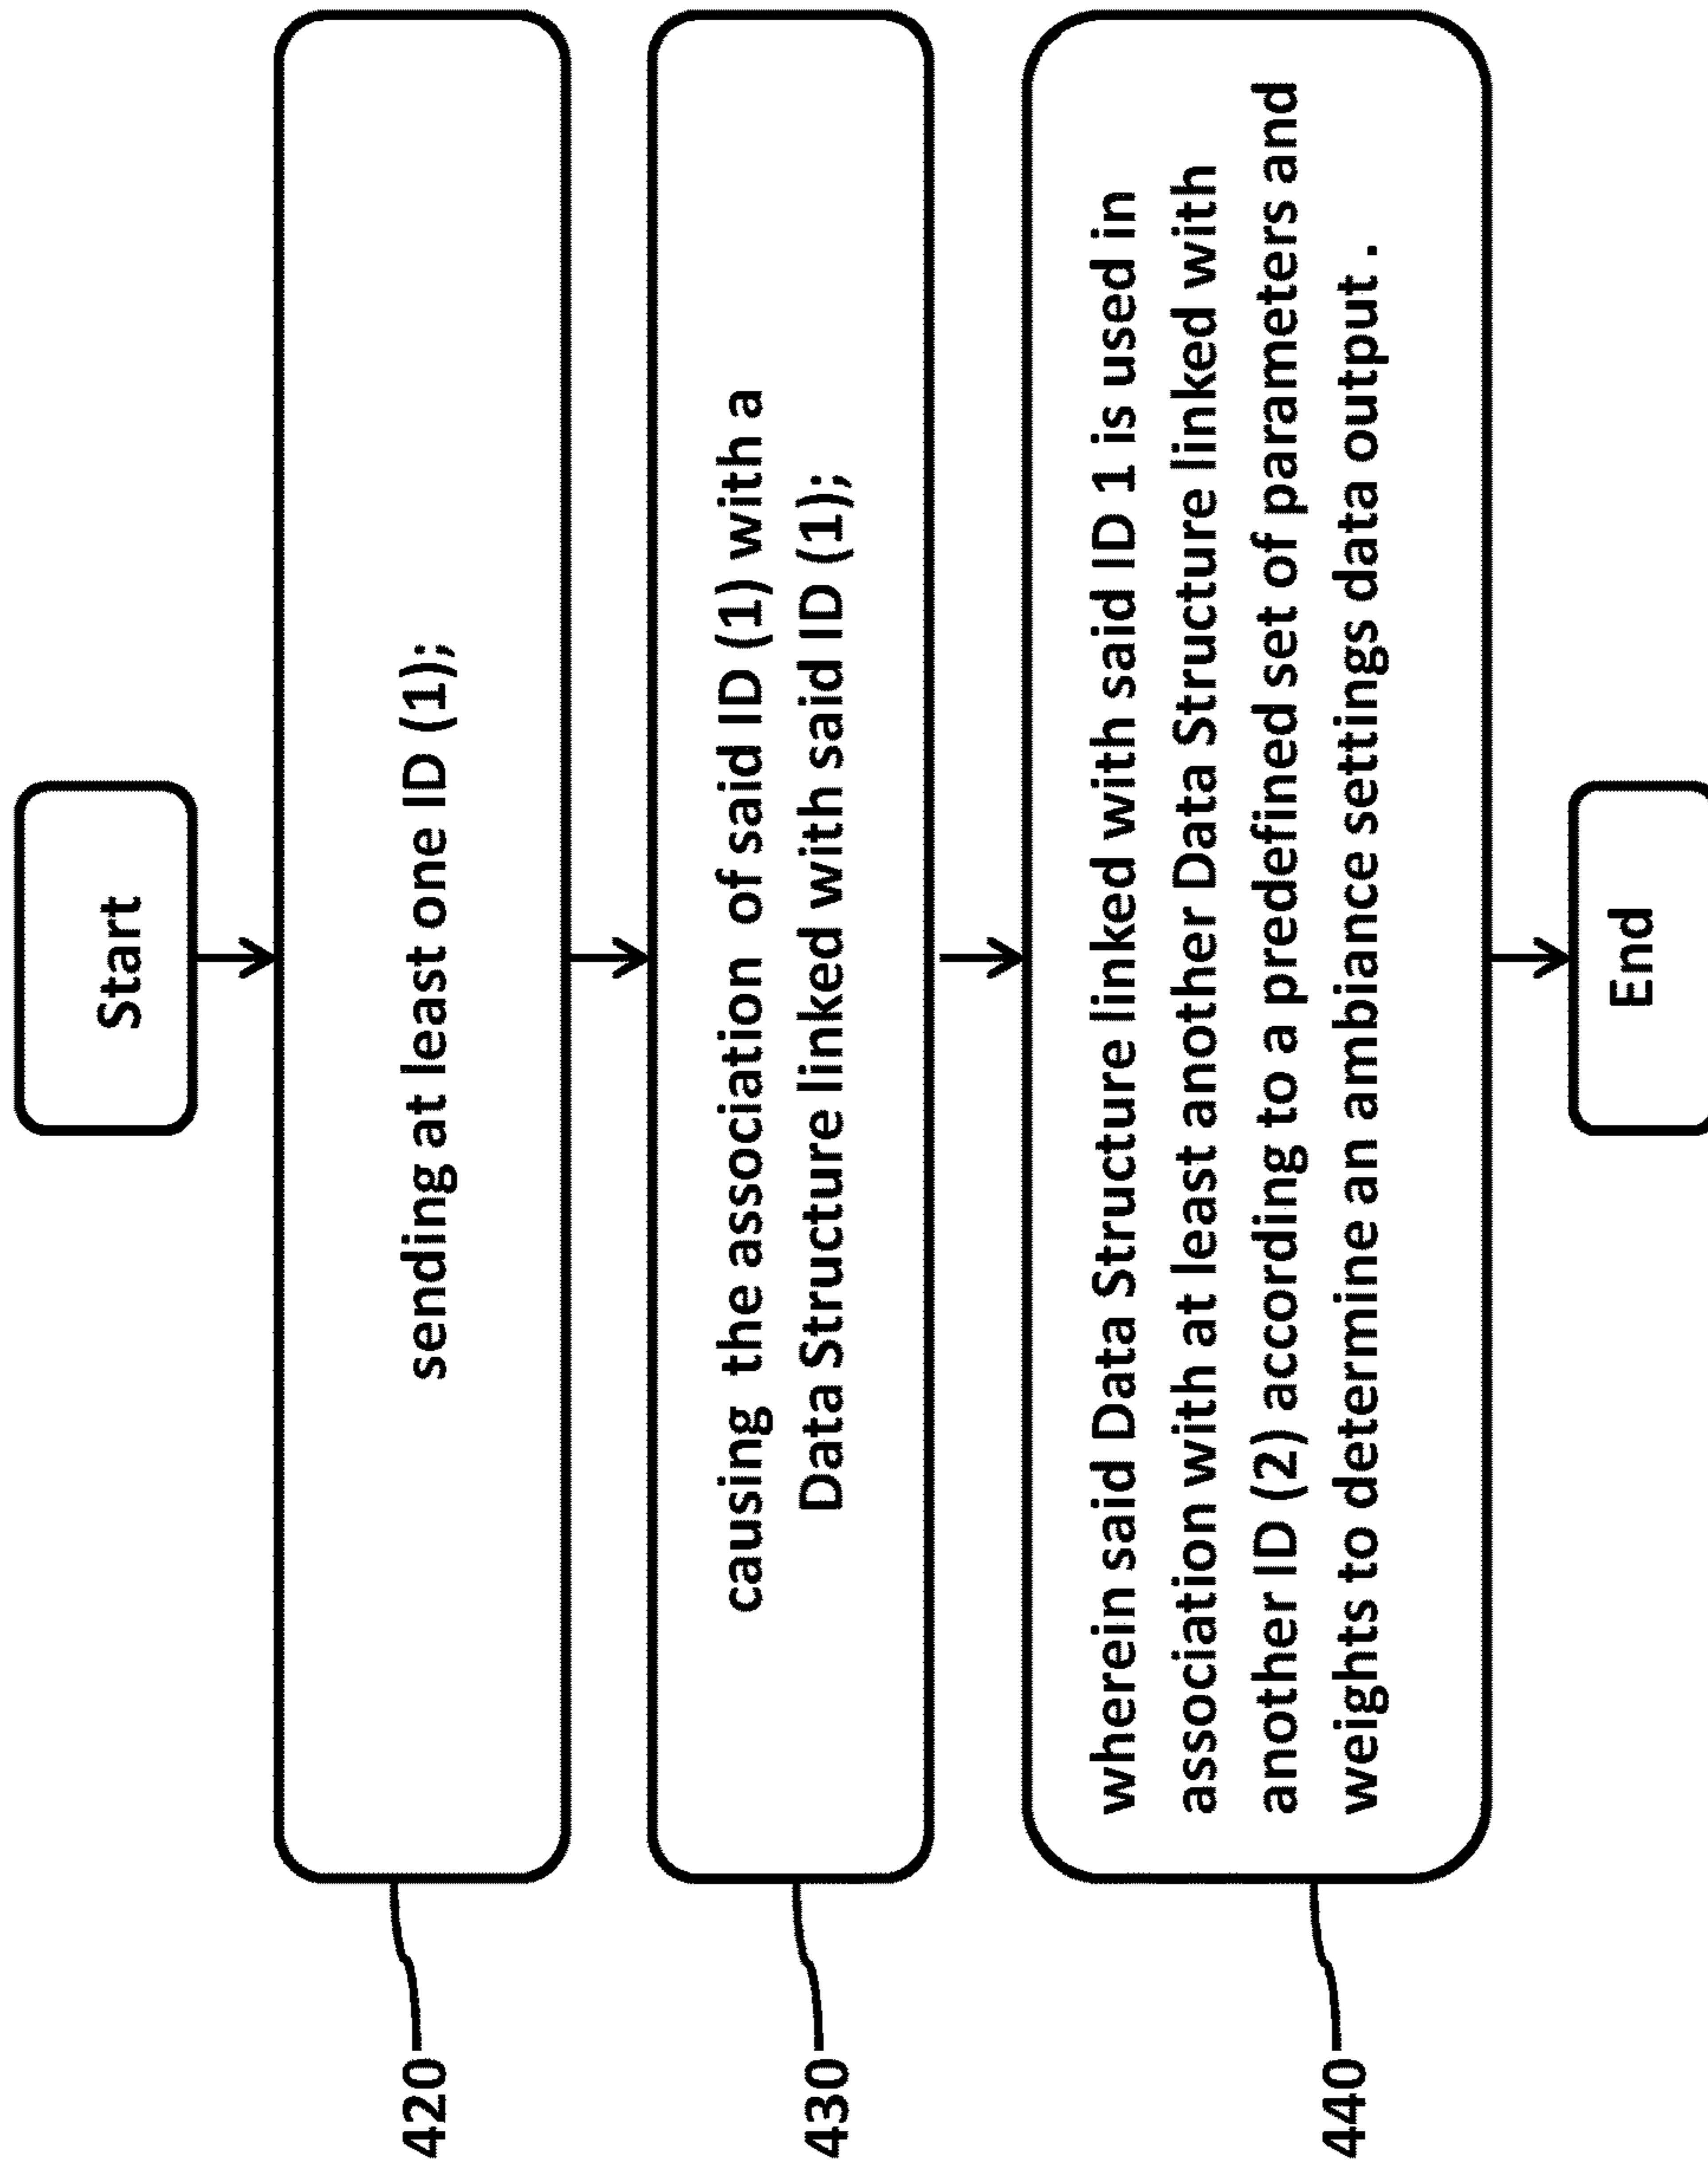 Start
420
sending at least one ID (1);
430
causing the association of said ID (1) with a
Data Structure linked with said ID (1);
440
wherein said Data Structure linked with said ID 1 is used in
association with at least another Data Structure linked with
another ID (2) according to a predefined set of parameters and
weights to determine an ambiance settings data output .
End